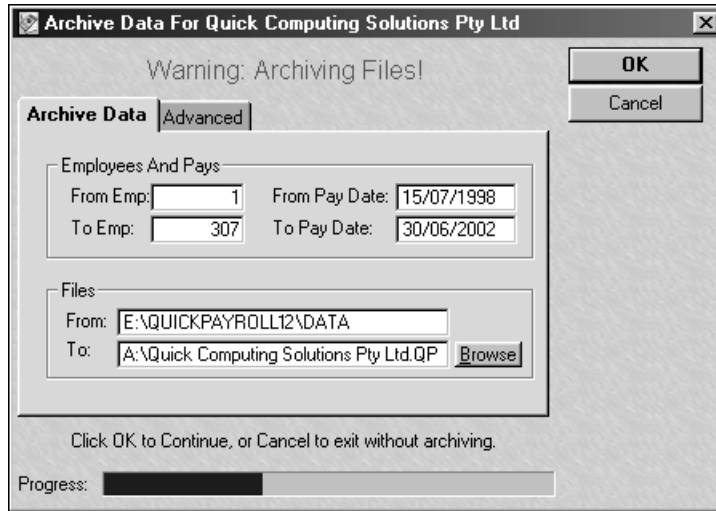 Archive Data For Quick Computing Solutions Pty Ltd
Warning: Archiving Files!
OK
Cancel
Archive Data Advanced
Employees And Pays
From Emp: 1 From Pay Date: 15/07/1998
To Emp: 307 To Pay Date: 30/06/2002
Files
From: E:\QUICKPAYROLL12\DATA
To: A:\Quick Computing Solutions Pty Ltd.QP Browse
Click OK to Continue, or Cancel to exit without archiving.
Progress: